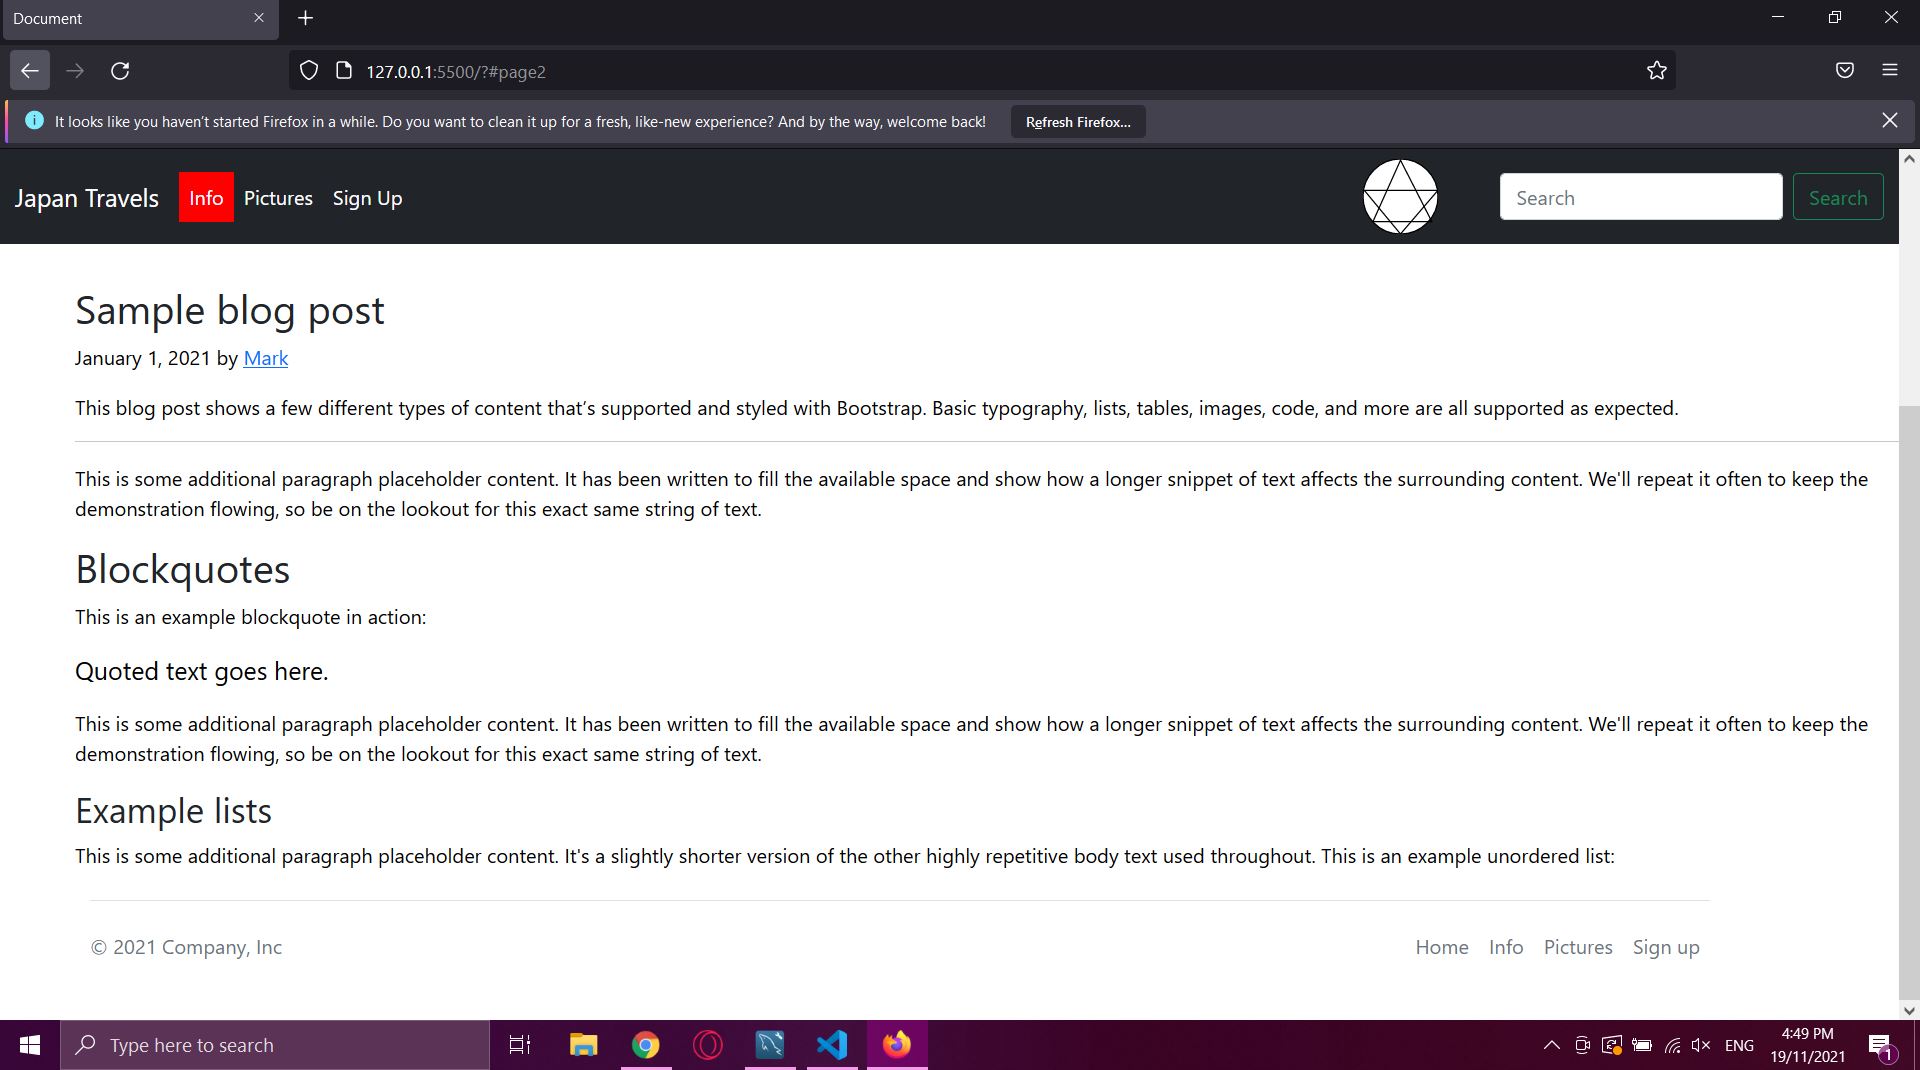 Document
127.0.0.1:5500/?#page2
It looks like you haven't started Firefox in a while. Do you want to clean it up for a fresh, like-new experience? And by the way, welcome back! Refresh Firefox...
Japan Travels Info Pictures Sign Up Search Search
Sample blog post
January 1, 2021 by Mark
This blog post shows a few different types of content that's supported and styled with Bootstrap. Basic typography, lists, tables, images, code, and more are all supported as expected.
This is some additional paragraph placeholder content. It has been written to fill the available space and show how a longer snippet of text affects the surrounding content. We'll repeat it often to keep the
demonstration flowing, so be on the lookout for this exact same string of text.
Blockquotes
This is an example blockquote in action:
Quoted text goes here.
This is some additional paragraph placeholder content. It has been written to fill the available space and show how a longer snippet of text affects the surrounding content. We'll repeat it often to keep the
demonstration flowing, so be on the lookout for this exact same string of text.
Example lists
This is some additional paragraph placeholder content. It's a slightly shorter version of the other highly repetitive body text used throughout. This is an example unordered list:
© 2021 Company, Inc Home Info Pictures Sign up
Type here to search ENG 4:49 PM
19/11/2021 1